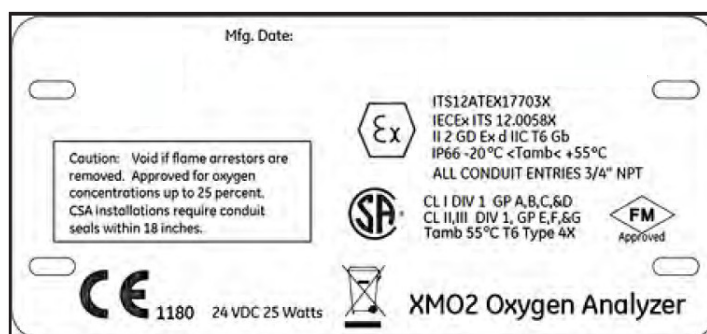 Mfg. Date:
ITS12ATEX17703X
IECEx ITS 12.0058X
II 2 GD Ex d IIC T6 Gb
IP66 -20°C <Tamb< +55°C
ALL CONDUIT ENTRIES 3/4" NPT
Ex
Caution: Void if flame arrestors are
removed. Approved for oxygen
concentrations up to 25 percent.
CSA installations require conduit
seals within 18 inches.
SA
CL I DIV 1 GP A,B,C,&D
CL II,III DIV 1, GP E,F,&G
Tamb 55°C T6 Type 4X
FM
Approved
CE 1180 24 VDC 25 Watts
XMO2 Oxygen Analyzer